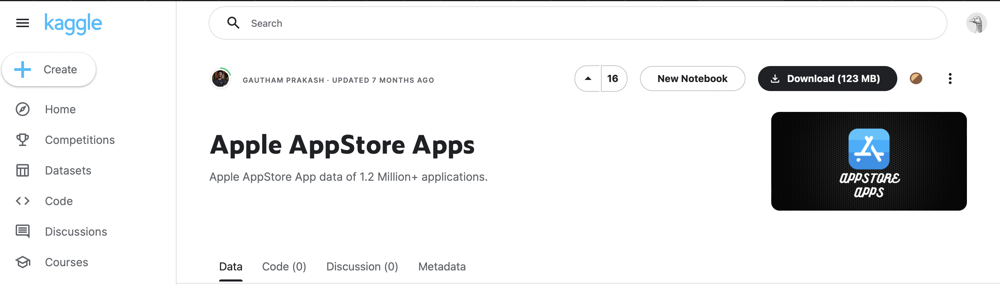 kaggle
Search
Create
Home
Competitions
Datasets
Code
Discussions
Courses
GAUTHAM PRAKASH · UPDATED 7 MONTHS AGO
16
New Notebook
Download (123 MB)
Apple AppStore Apps
Apple AppStore App data of 1.2 Million+ applications.
APPSTORE
APPS
Data Code (0) Discussion (0) Metadata